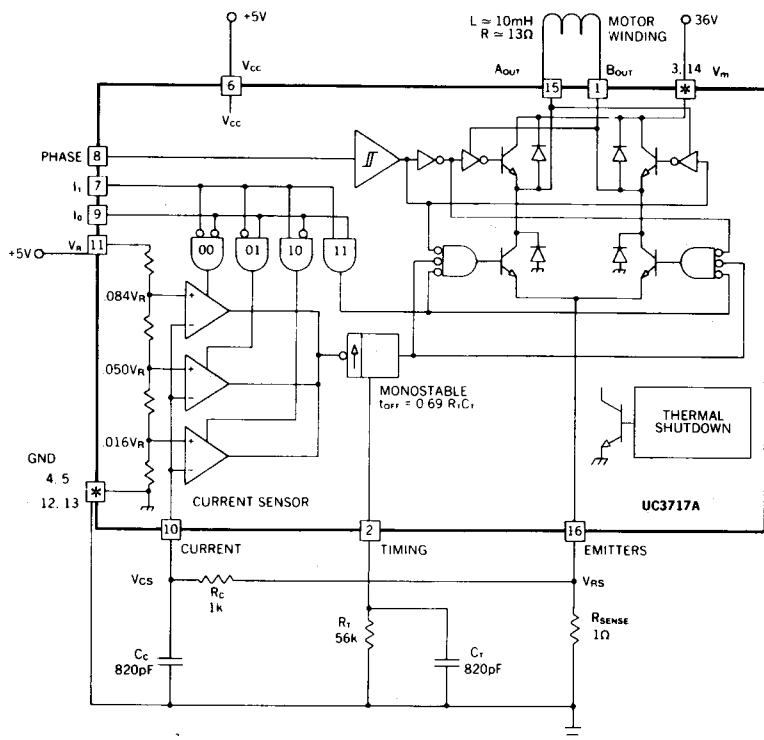 +5V
L ≃ 10mH
R ≃ 13Ω
MOTOR
WINDING
36V
VCC
6
VCC
AOUT
15
BOUT
1
3, 14
*
Vm
PHASE
8
I1
7
I0
9
+5V
VR
11
00
01
10
11
.084VR
+
-
.050VR
+
-
.016VR
+
-
MONOSTABLE
tOFF = 0 69 RTCT
THERMAL
SHUTDOWN
GND
4, 5
12, 13
*
CURRENT SENSOR
UC3717A
10
CURRENT
2
TIMING
16
EMITTERS
VCS
RC
1k
VRS
RT
56k
RSENSE
1Ω
CC
820pF
CT
820pF